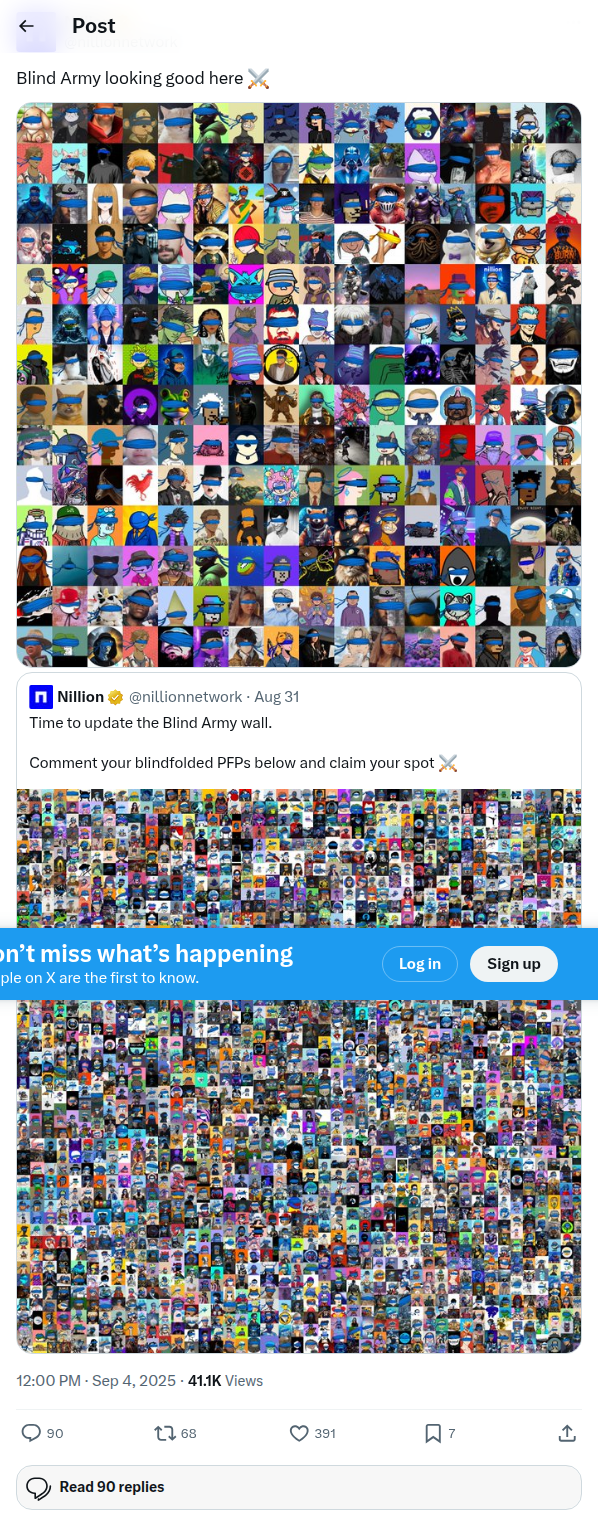 Post
Blind Army looking good here ⚔️
nillion
Nillion @nillionnetwork · Aug 31
Time to update the Blind Army wall.
Comment your blindfolded PFPs below and claim your spot ⚔️
on’t miss what’s happening
ple on X are the first to know.
Log in
Sign up
12:00 PM · Sep 4, 2025 · 41.1K Views
90
68
391
7
Read 90 replies